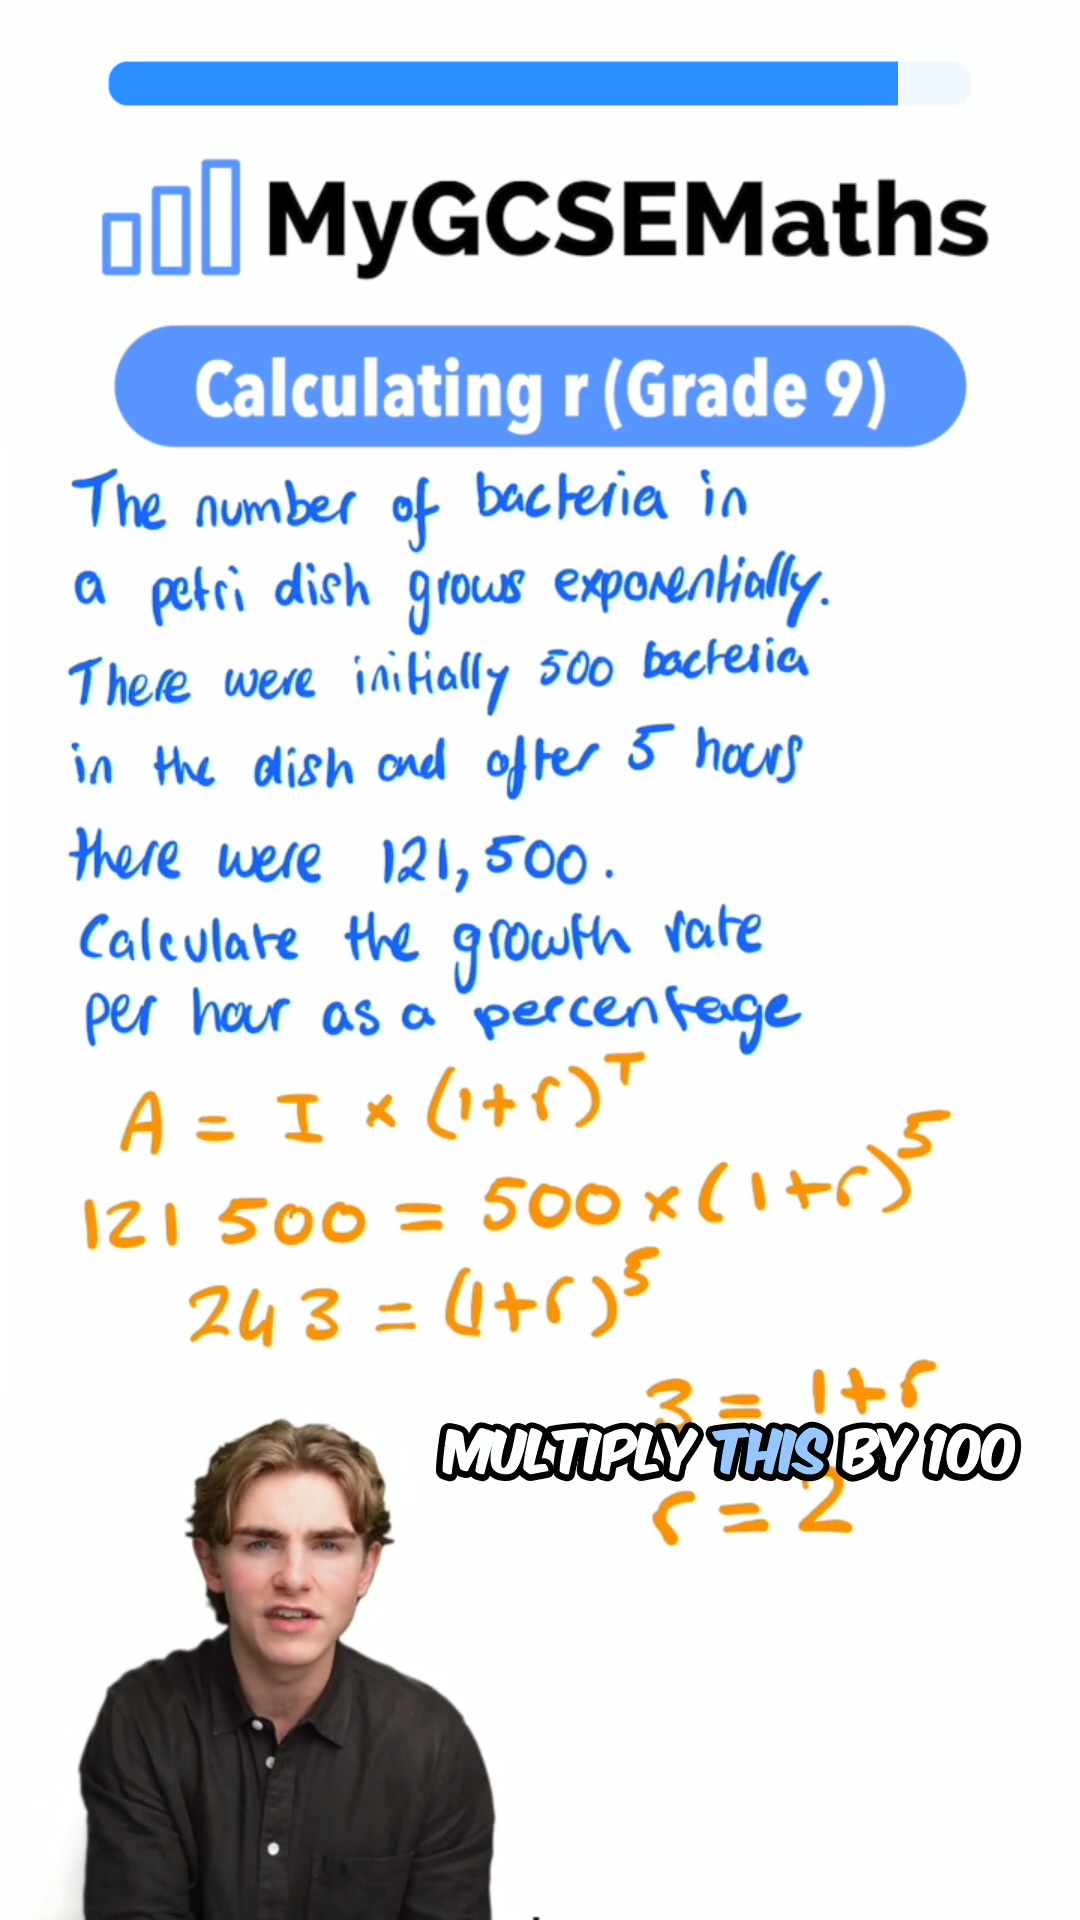 MyGCSEMaths
Calculating r (Grade 9)
The number of bacteria in
a petri dish grows exponentially.
There were initially 500 bacteria
in the dish and after 5 hours
there were 121,500.
Calculate the growth rate
per hour as a percentage
A = I × (1+r)ᵀ
121 500 = 500 × (1+r)⁵
243 = (1+r)⁵
3 = 1+r
MULTIPLY THIS BY 100
r = 2